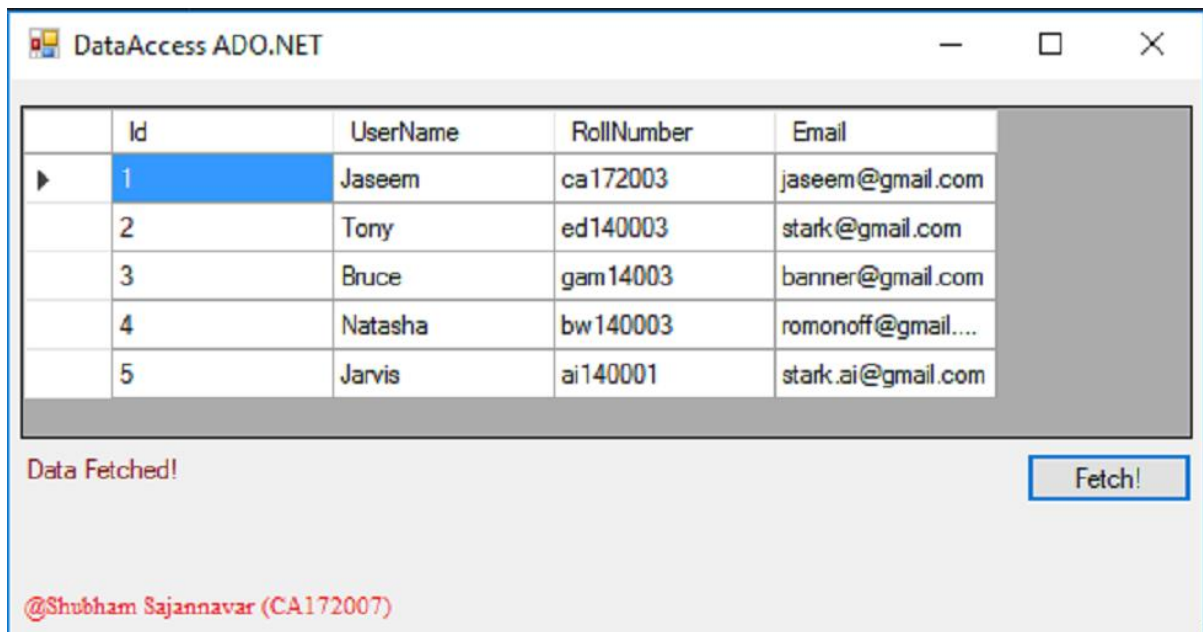 DataAccess ADO.NET
Id UserName RollNumber Email
1 Jaseem ca172003 jaseem@gmail.com
2 Tony ed140003 stark@gmail.com
3 Bruce gam14003 banner@gmail.com
4 Natasha bw140003 romonoff@gmail....
5 Jarvis ai140001 stark.ai@gmail.com
Data Fetched!
Fetch!
@Shubham Sajannavar (CA172007)